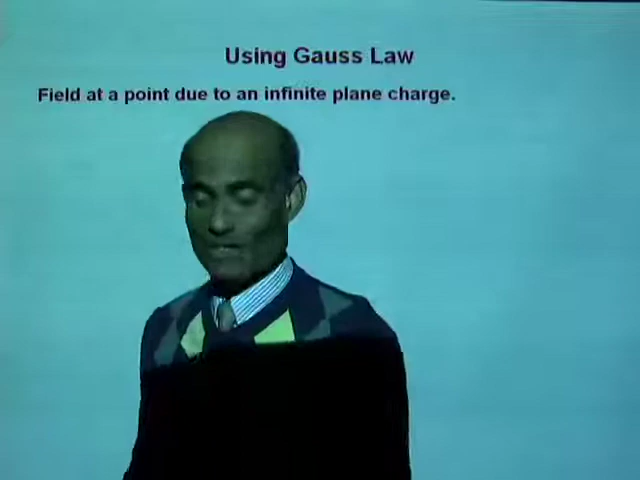 Using Gauss Law
Field at a point due to an infinite plane charge.